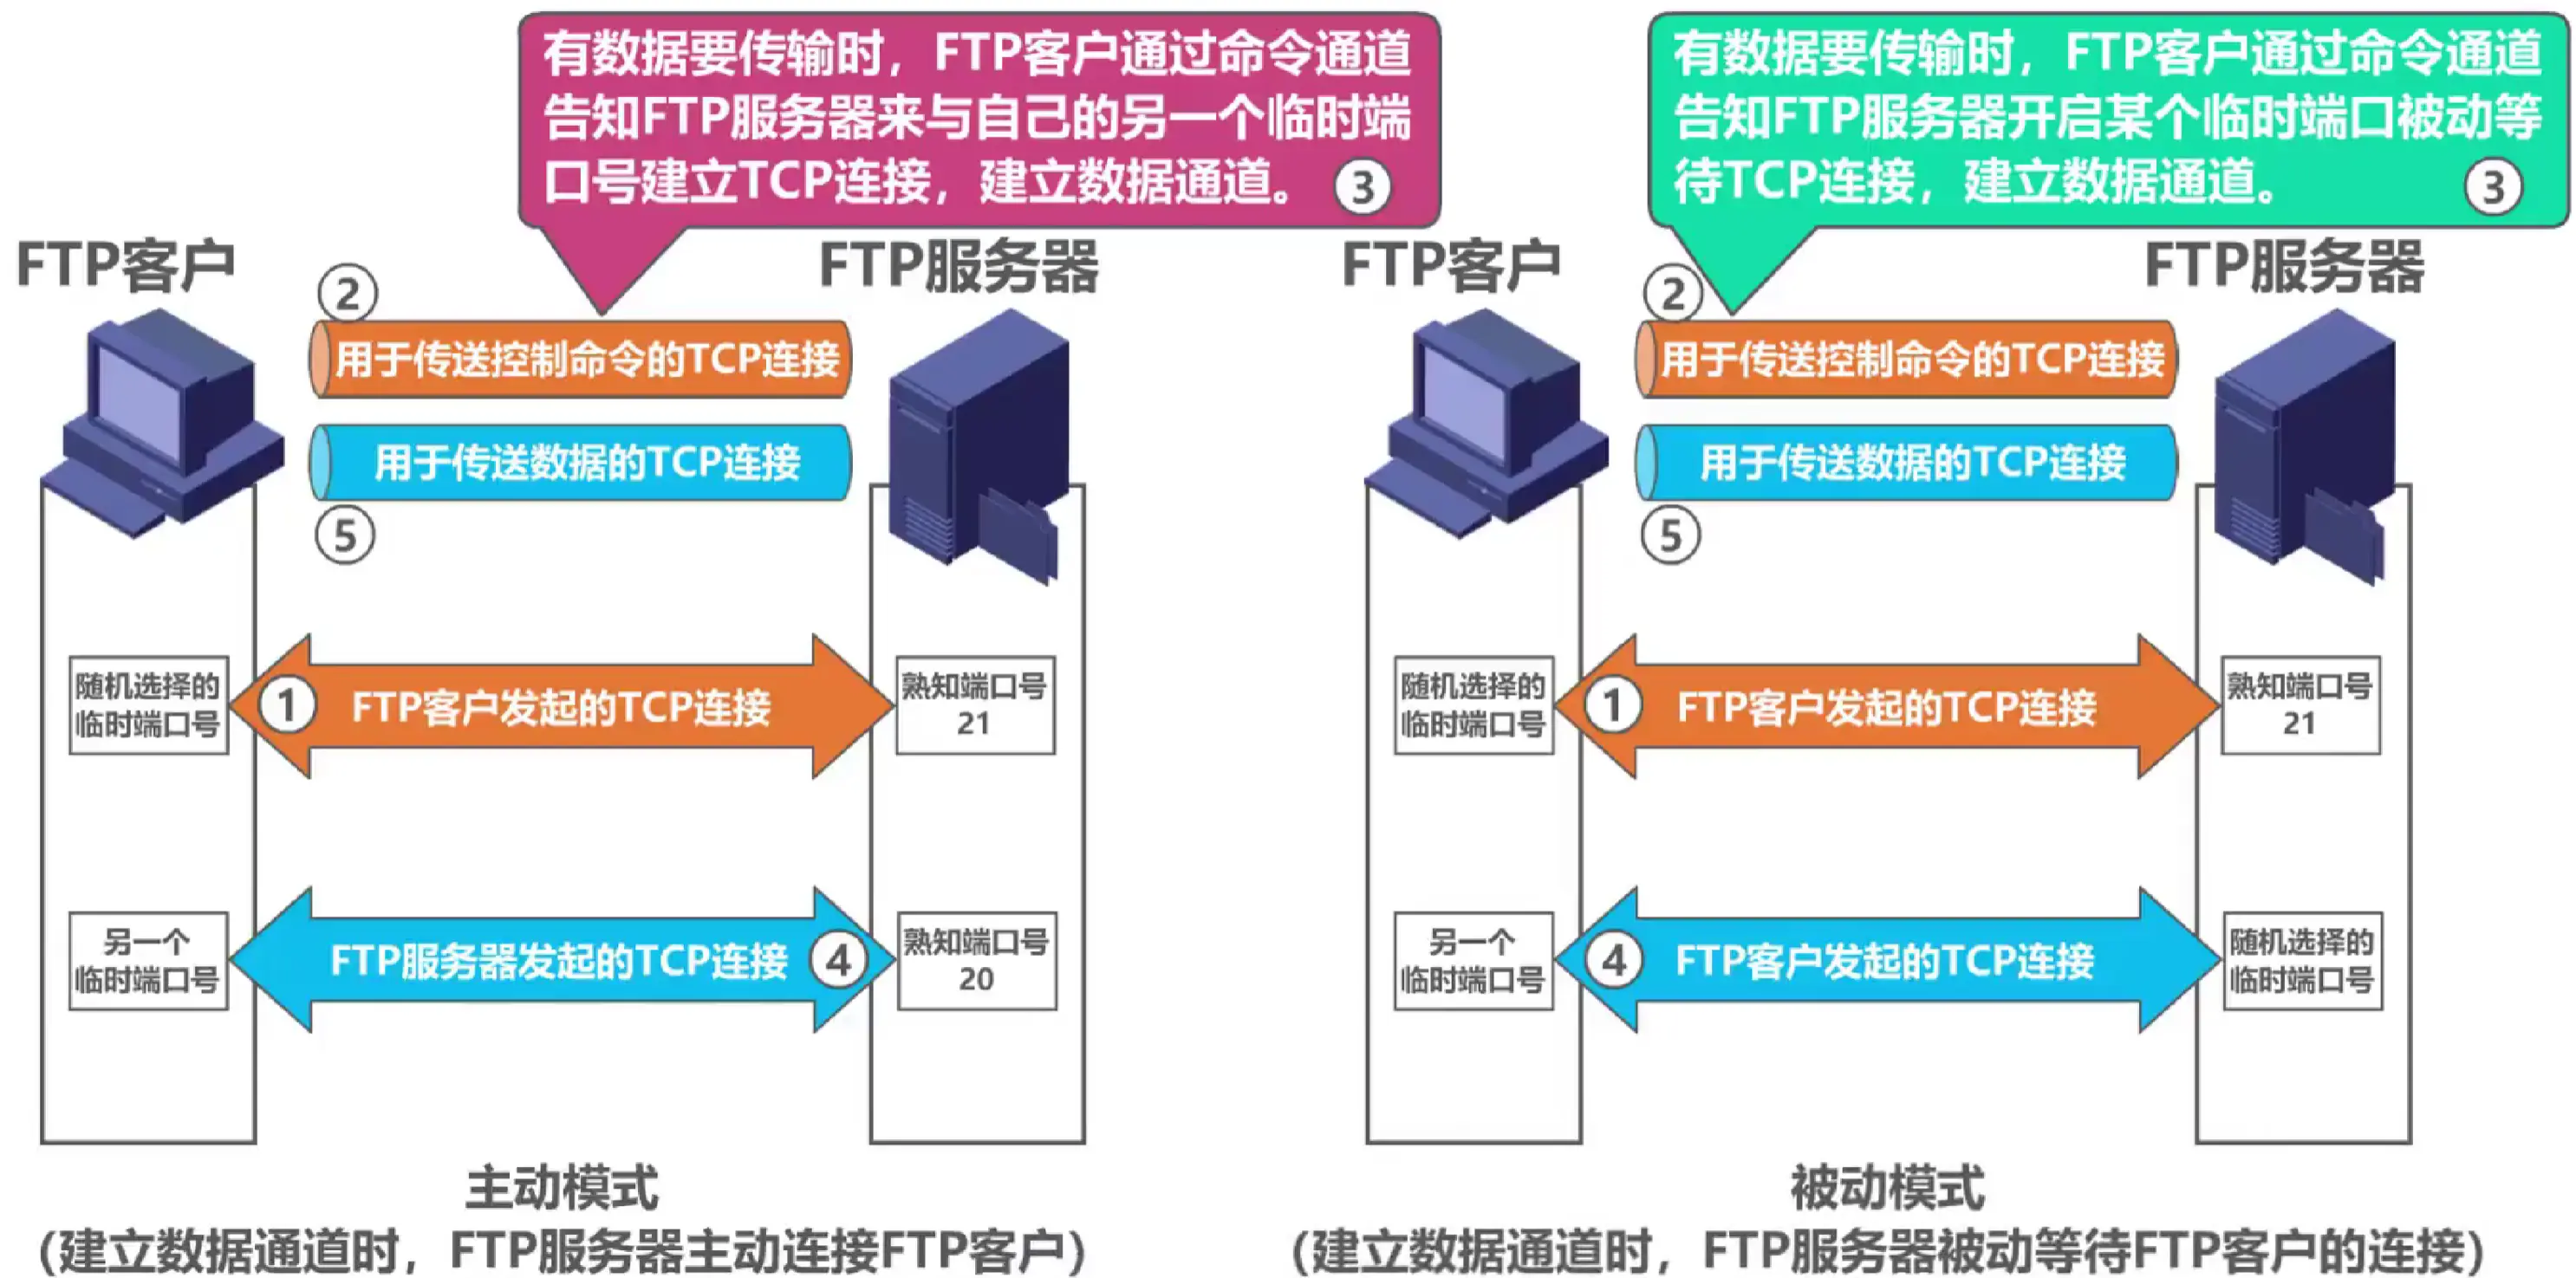 有数据要传输时，FTP客户通过命令通道
告知FTP服务器来与自己的另一个临时端
口号建立TCP连接，建立数据通道。 ③
FTP客户
FTP服务器
②
用于传送控制命令的TCP连接
用于传送数据的TCP连接
⑤
随机选择的
临时端口号
① FTP客户发起的TCP连接
熟知端口号
21
另一个
临时端口号
FTP服务器发起的TCP连接 ④
熟知端口号
20
主动模式
(建立数据通道时，FTP服务器主动连接FTP客户)
有数据要传输时，FTP客户通过命令通道
告知FTP服务器开启某个临时端口被动等
待TCP连接，建立数据通道。 ③
FTP客户
FTP服务器
②
用于传送控制命令的TCP连接
用于传送数据的TCP连接
⑤
随机选择的
临时端口号
① FTP客户发起的TCP连接
熟知端口号
21
另一个
临时端口号
④ FTP客户发起的TCP连接
随机选择的
临时端口号
被动模式
(建立数据通道时，FTP服务器被动等待FTP客户的连接)